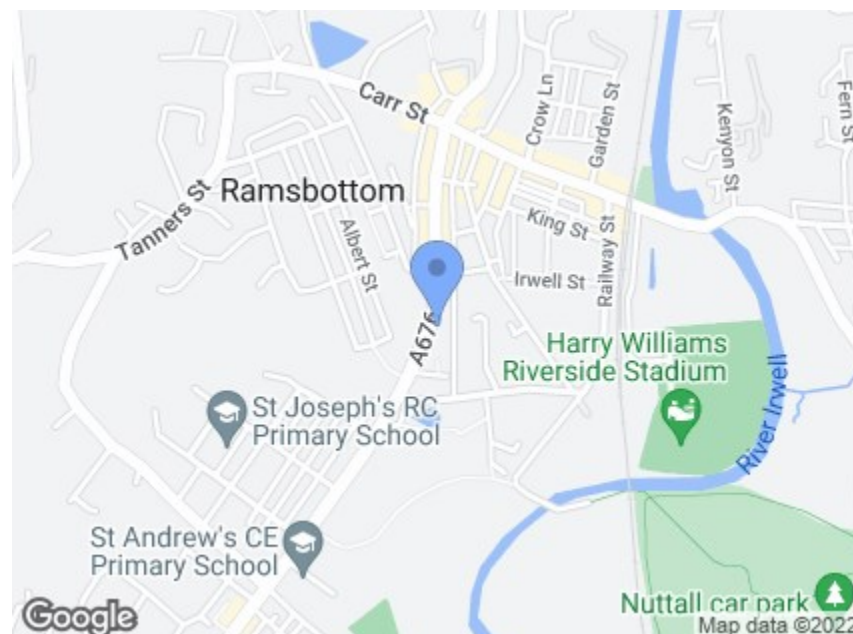 Carr St
Crow Ln
Garden St
Kenyon St
Fern St
Ramsbottom
Tanners St
Albert St
King St
Irwell St
Railway St
A676
Harry Williams
Riverside Stadium
River Irwell
St Joseph's RC
Primary School
St Andrew's CE
Primary School
Nuttall car park
Google
Map data ©2022